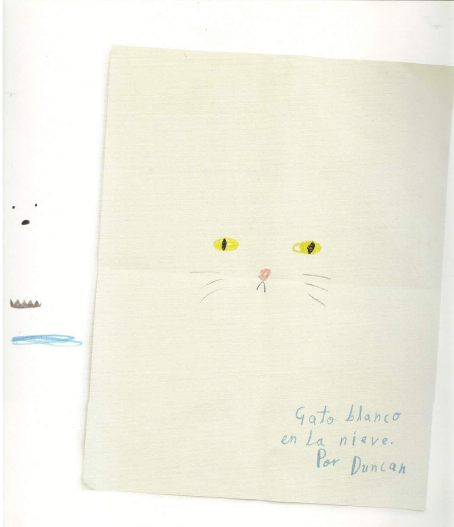 Gato blanco
en la nieve.
Por Duncan